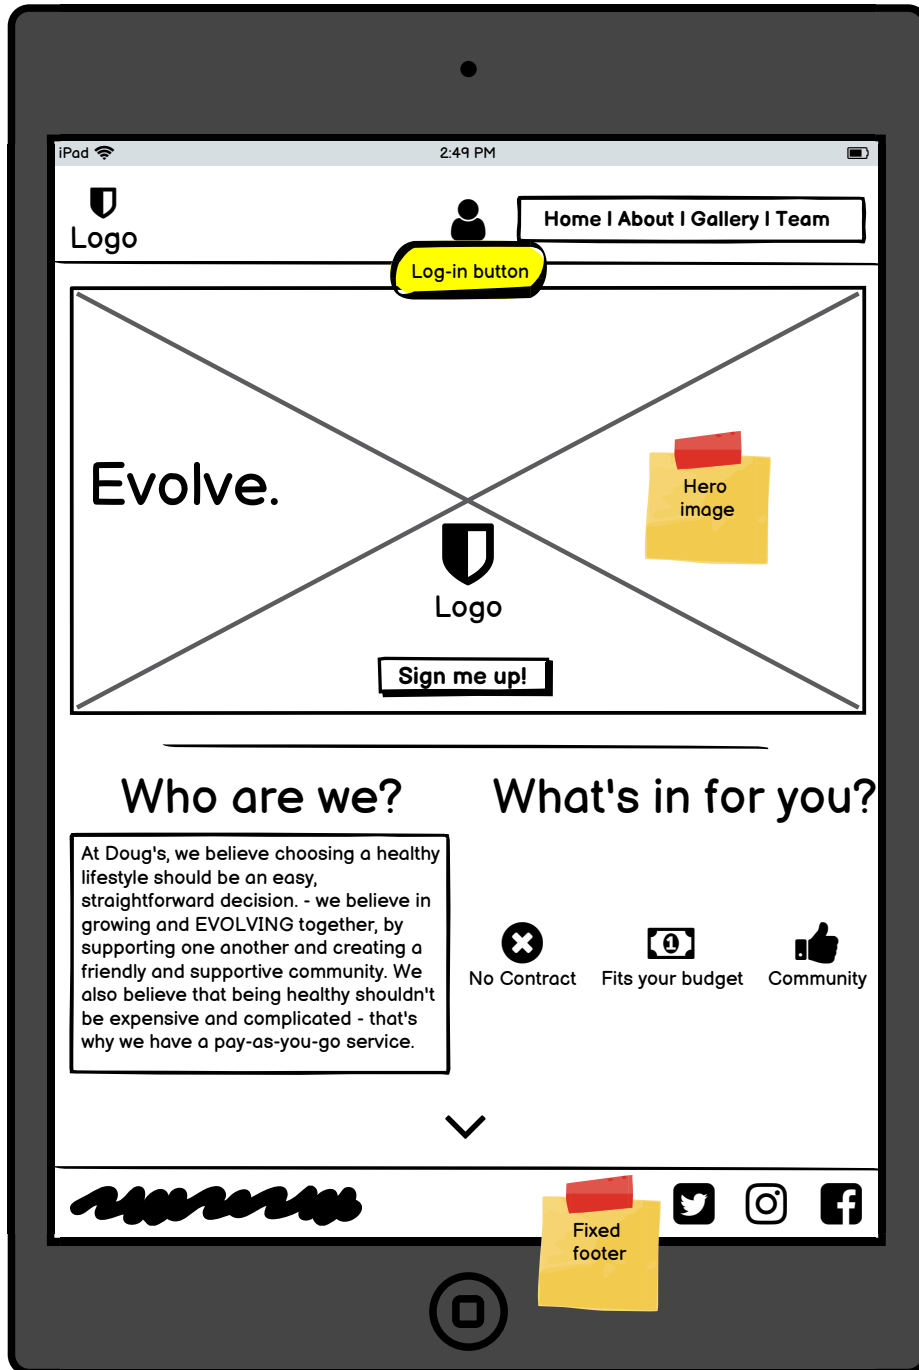 iPad
2:49 PM
Logo
Home | About | Gallery | Team
Log-in button
Evolve.
Hero
image
Logo
Sign me up!
Who are we?
At Doug's, we believe choosing a healthy
lifestyle should be an easy,
straightforward decision. - we believe in
growing and EVOLVING together, by
supporting one another and creating a
friendly and supportive community. We
also believe that being healthy shouldn't
be expensive and complicated - that's
why we have a pay-as-you-go service.
What's in for you?
1
No Contract
Fits your budget
Community
Fixed
footer